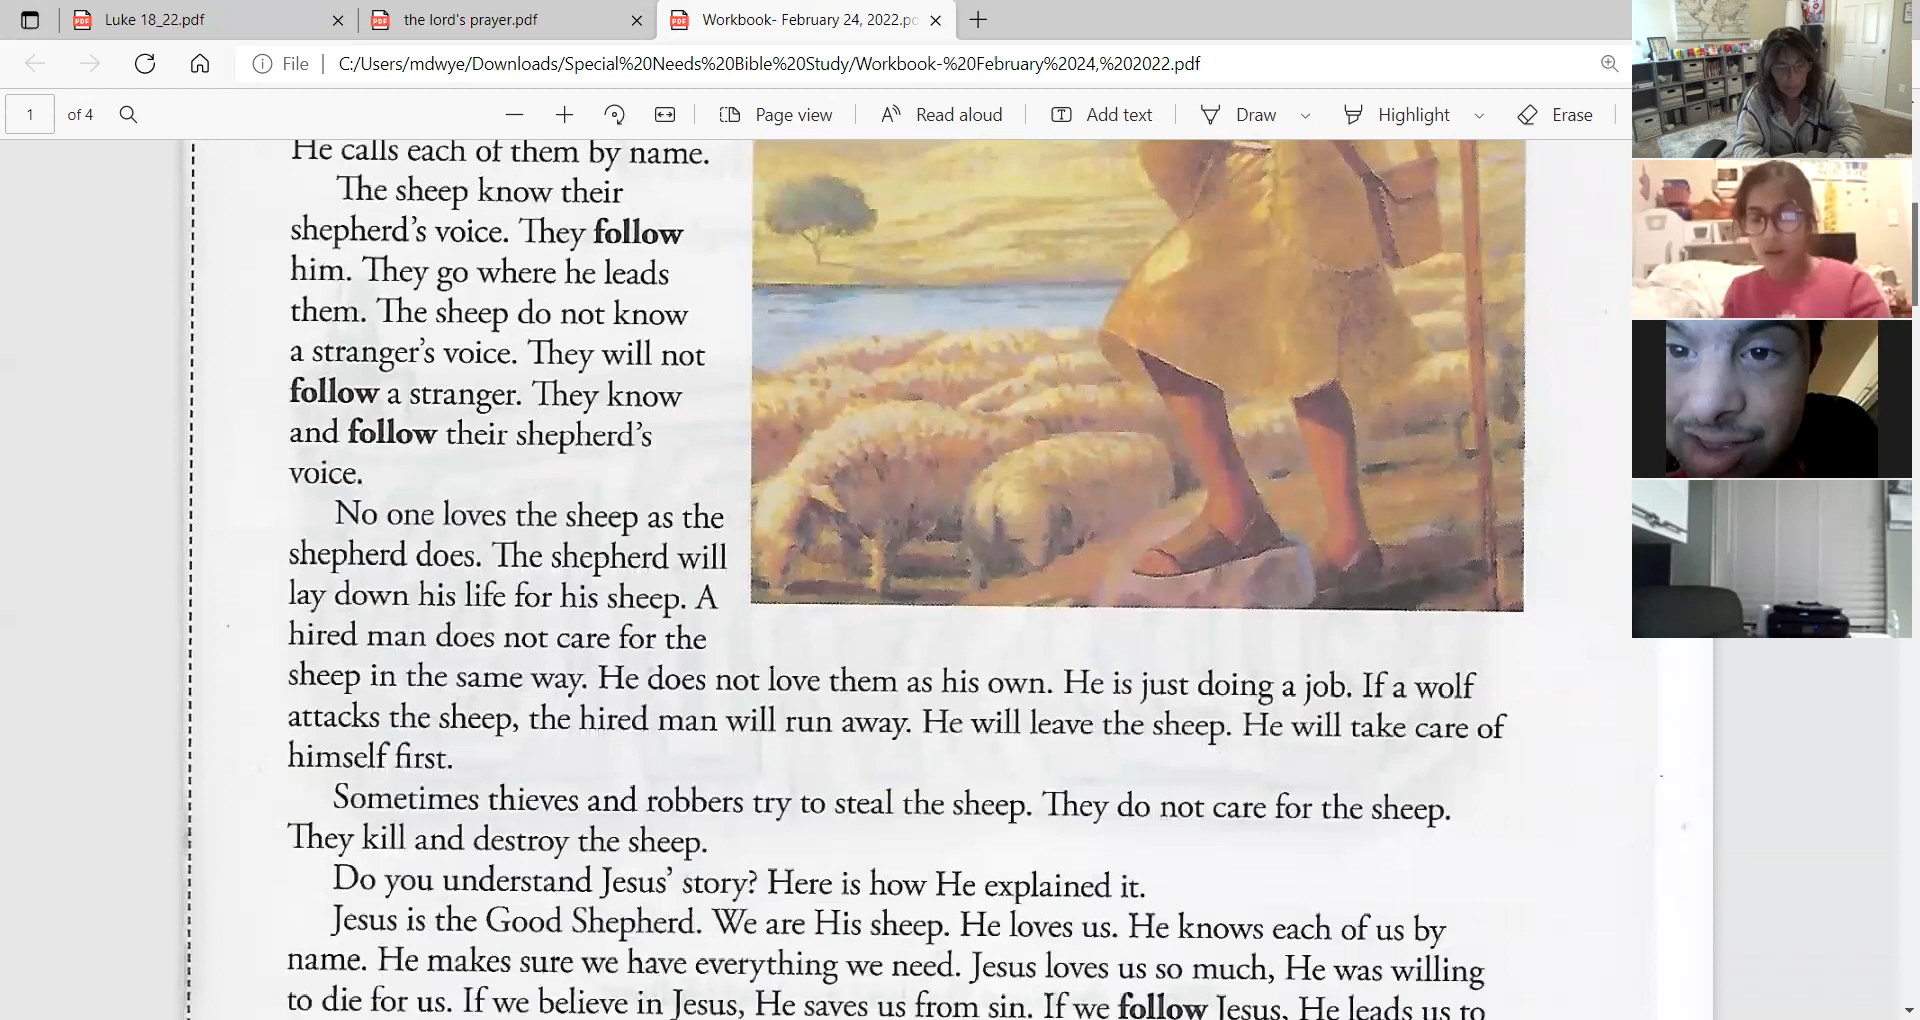 Luke 18_22.pdf
the lord's prayer.pdf
Workbook- February 24, 2022.pd
File
C:/Users/mdwye/Downloads/Special%20Needs%20Bible%20Study/Workbook-%20February%2024,%202022.pdf
1 of 4
Page view
Read aloud
Add text
Draw
Highlight
Erase
He calls each of them by name.
The sheep know their
shepherd's voice. They follow
him. They go where he leads
them. The sheep do not know
a stranger's voice. They will not
follow a stranger. They know
and follow their shepherd's
voice.
No one loves the sheep as the
shepherd does. The shepherd will
lay down his life for his sheep. A
hired man does not care for the
sheep in the same way. He does not love them as his own. He is just doing a job. If a wolf
attacks the sheep, the hired man will run away. He will leave the sheep. He will take care of
himself first.
Sometimes thieves and robbers try to steal the sheep. They do not care for the sheep.
They kill and destroy the sheep.
Do you understand Jesus' story? Here is how He explained it.
Jesus is the Good Shepherd. We are His sheep. He loves us. He knows each of us by
name. He makes sure we have everything we need. Jesus loves us so much, He was willing
to die for us. If we believe in Jesus, He saves us from sin. If we follow Jesus, He leads us to